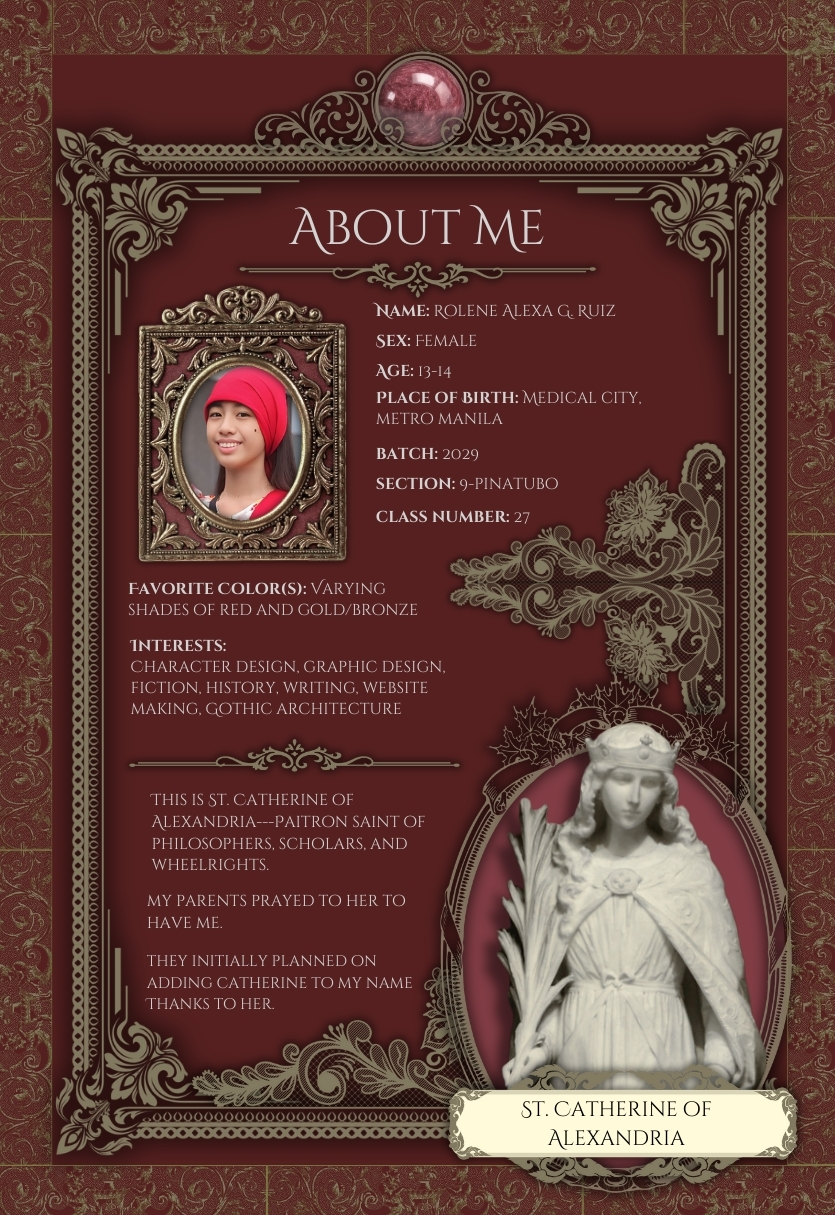 About Me
Name: Rolene Alexa G. Ruiz
Sex: Female
Age: 13-14
Place of Birth: Medical City,
Metro Manila
Batch: 2029
Section: 9-Pinatubo
Class Number: 27
Favorite Color(s): Varying
shades of red and gold/bronze
Interests:
Character design, graphic design,
fiction, history, writing, website
making, Gothic architecture
This is St. Catherine of
Alexandria---Paitron saint of
philosophers, scholars, and
wheelrights.
My parents prayed to her to
have me.
They initially planned on
adding Catherine to my name
thanks to her.
St. Catherine of
Alexandria